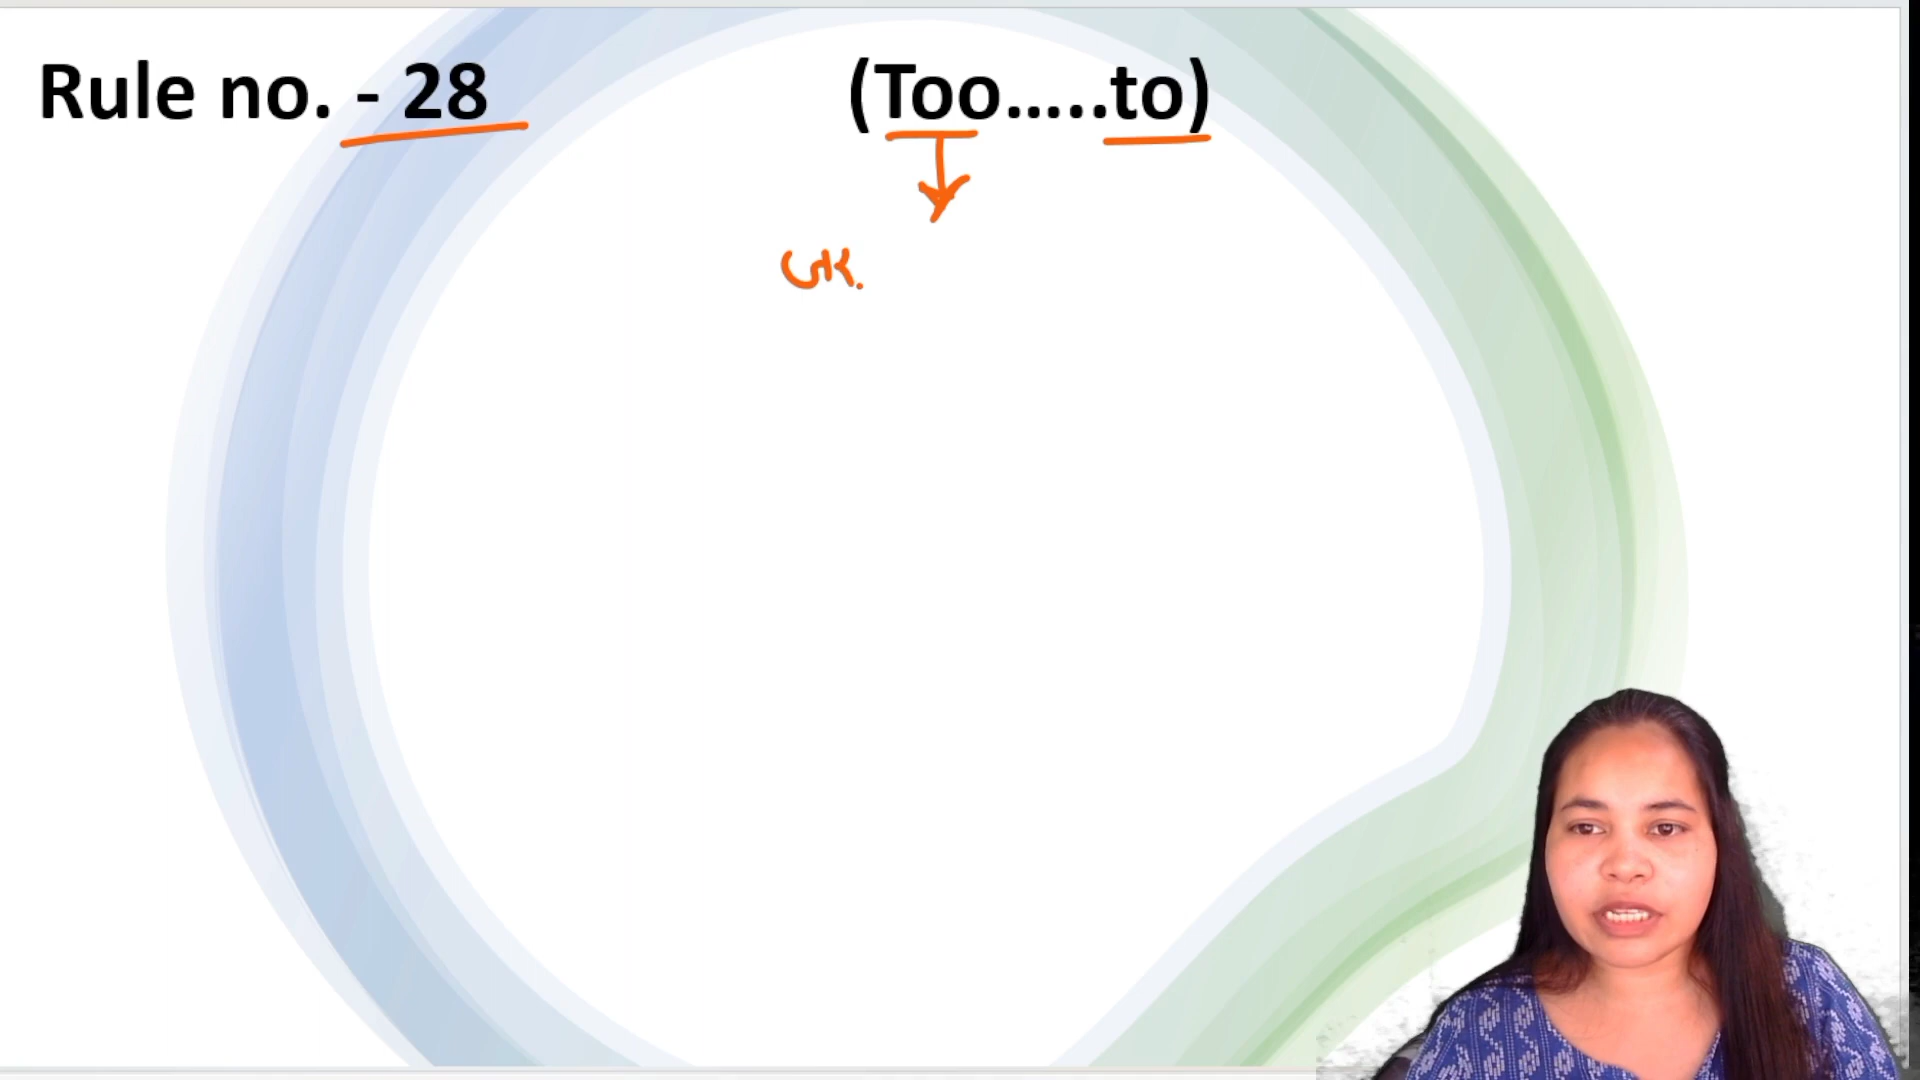 Rule no. - 28 (Too.....to)